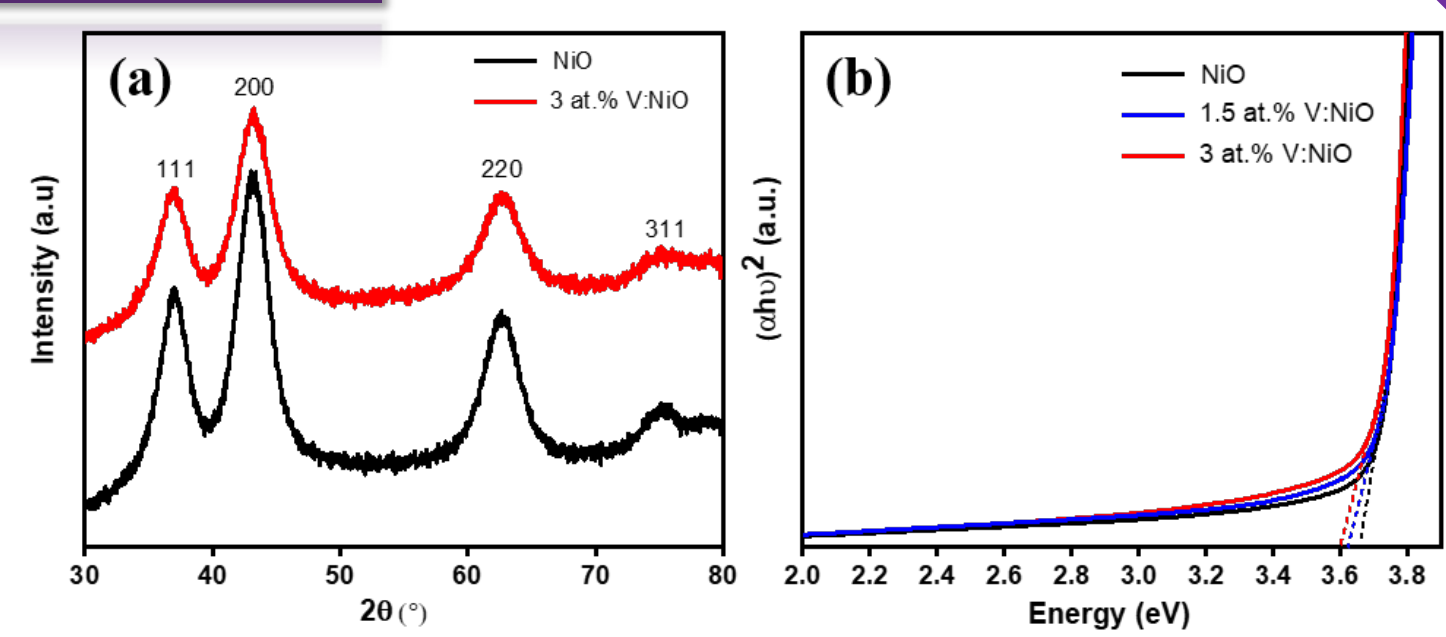 (a)
NiO
3 at.% V:NiO
111
200
220
311
Intensity (a.u)
30 40 50 60 70 80
2θ (°)
(b)
NiO
1.5 at.% V:NiO
3 at.% V:NiO
(αhυ)² (a.u.)
2.0 2.2 2.4 2.6 2.8 3.0 3.2 3.4 3.6 3.8
Energy (eV)